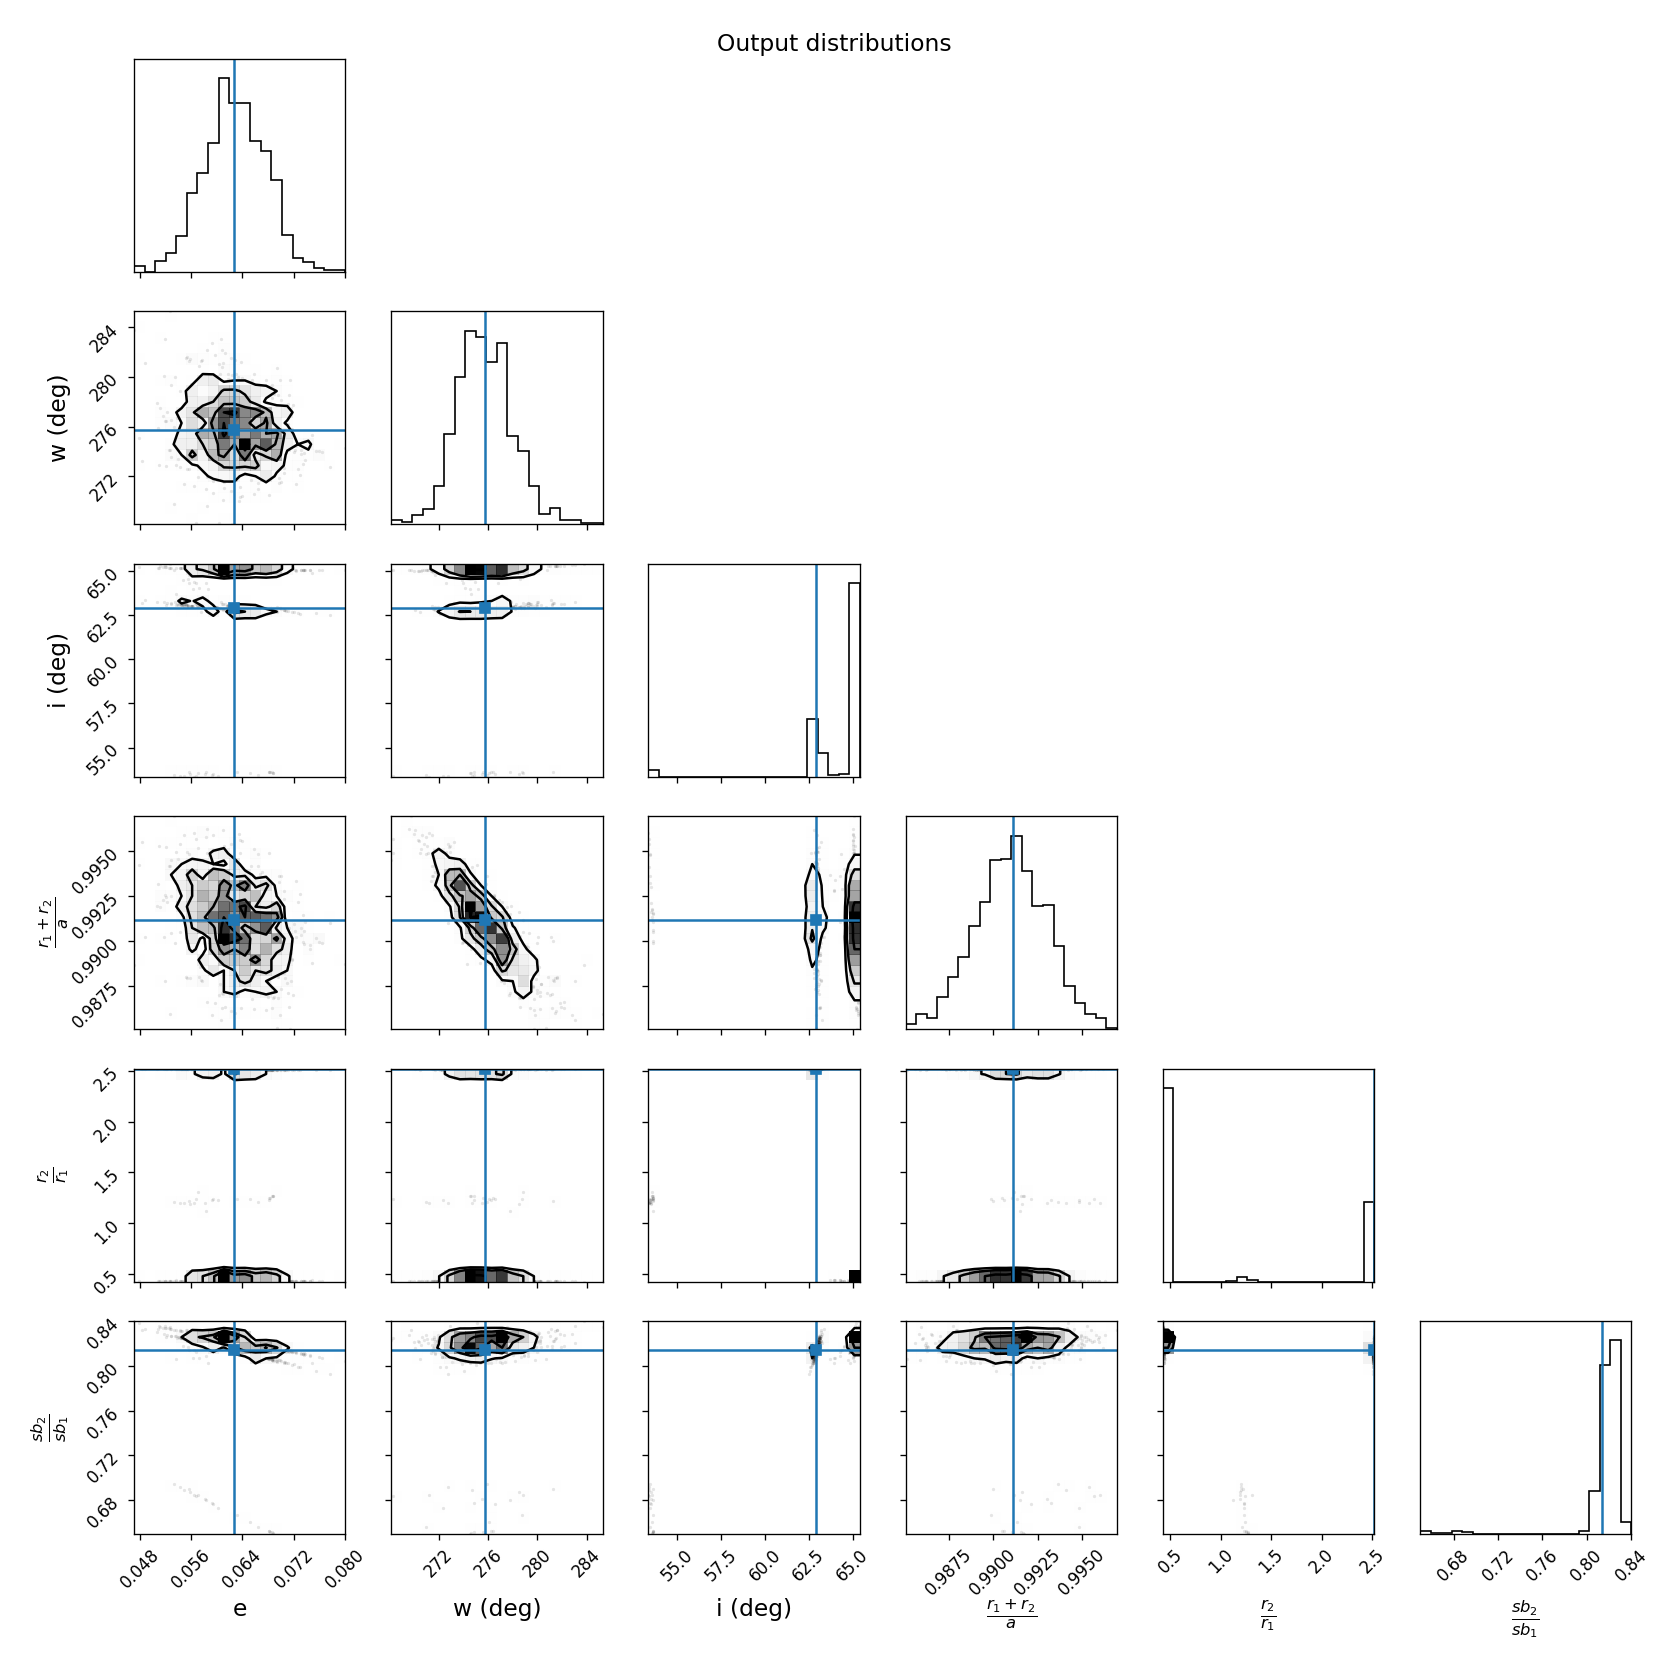 Output distributions
w (deg)
284
280
276
272
i (deg)
65.0
62.5
60.0
57.5
55.0
r₁ + r₂
a
0.9950
0.9925
0.9900
0.9875
r₂
r₁
2.5
2.0
1.5
1.0
0.5
sb₂
sb₁
0.84
0.80
0.76
0.72
0.68
0.048 0.056 0.064 0.072 0.080
272 276 280 284
55.0 57.5 60.0 62.5 65.0
0.9875 0.9900 0.9925 0.9950
0.5 1.0 1.5 2.0 2.5
0.68 0.72 0.76 0.80 0.84
e
w (deg)
i (deg)
r₁ + r₂
a
r₂
r₁
sb₂
sb₁